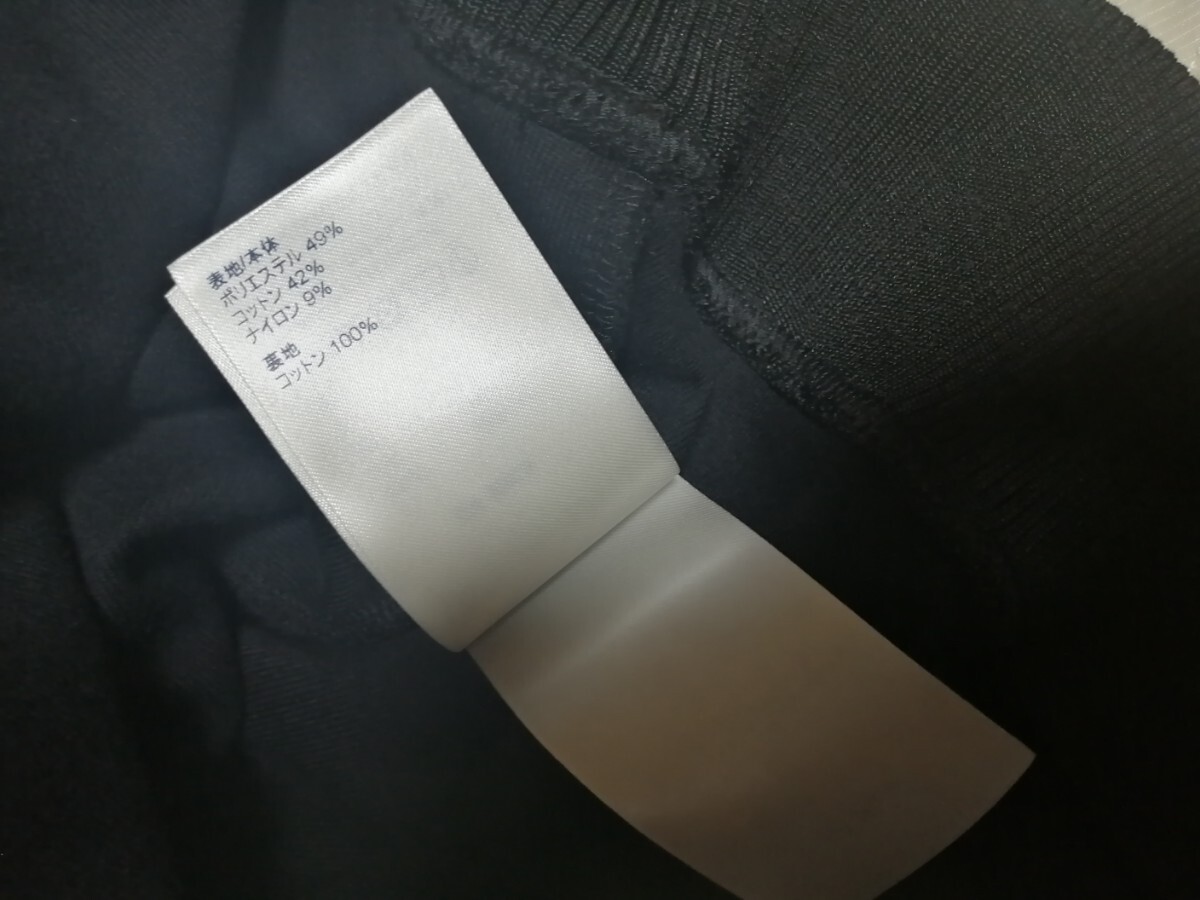 表地/本体
ポリエステル 49%
コットン 42%
ナイロン 9%
裏地
コットン 100%